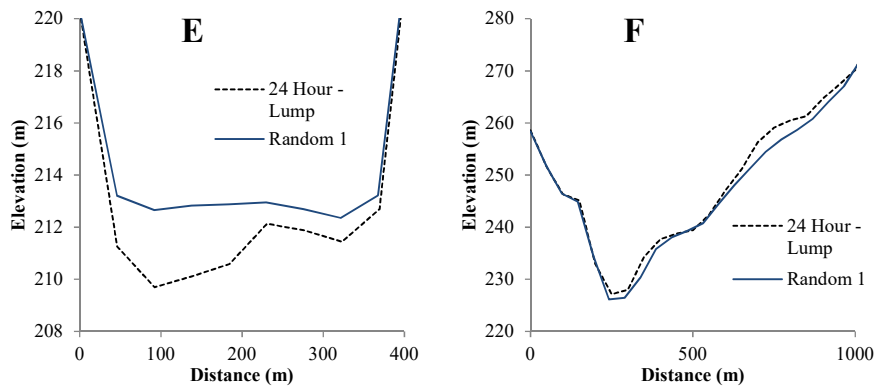 E
220
218
216
213
212
210
208
Elevation (m)
0
100
200
300
400
Distance (m)
24 Hour -
Lump
Random 1
F
280
270
260
250
240
230
220
Elevation (m)
0
500
1000
Distance (m)
24 Hour -
Lump
Random 1